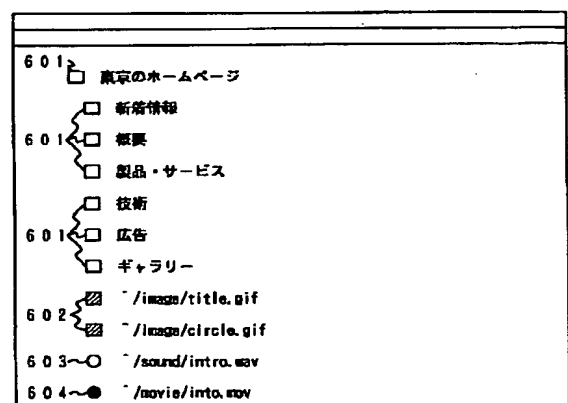 601
東京のホームページ
新着情報
601 概要
製品・サービス
技術
601 広告
ギャラリー
~/image/title.gif
602
~/image/circle.gif
603 ~/sound/intro.wav
604 ~/movie/into.mov